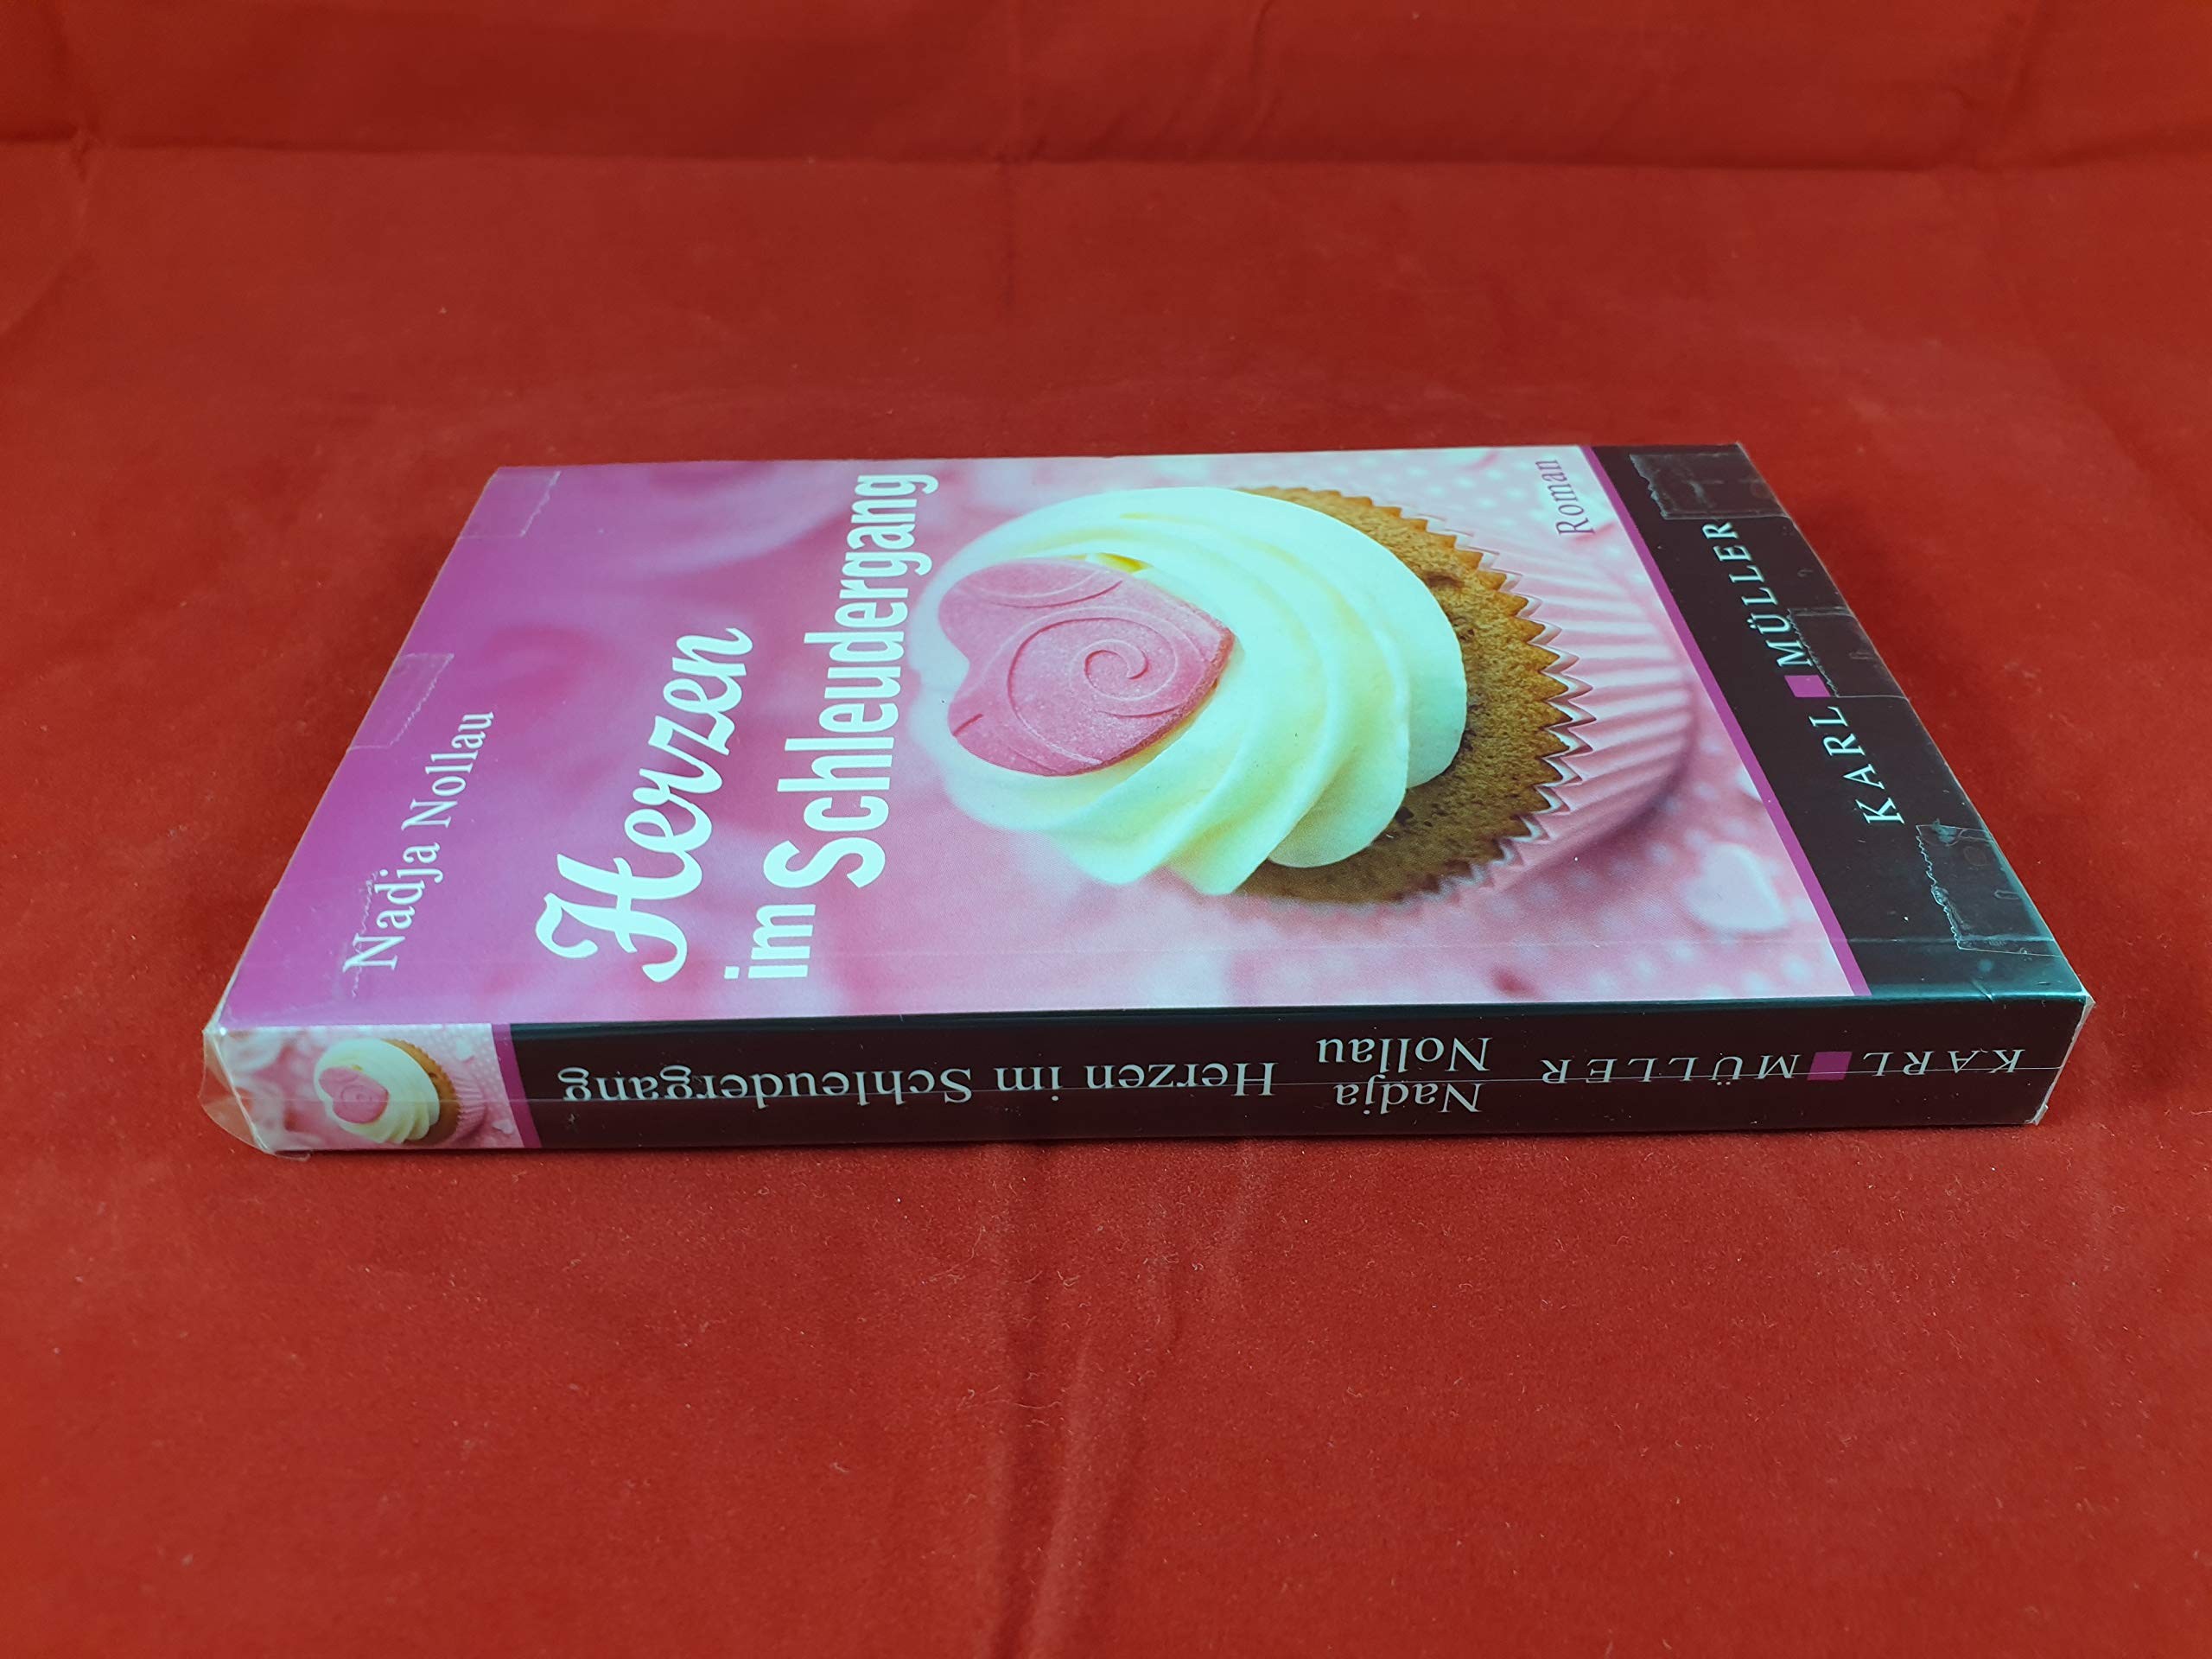 Nadja Nollau
Herzen
im Schleudergang
Roman
KARL MÜLLER
Herzen im Schleudergang
Nadja
Nollau
KARL MÜLLER